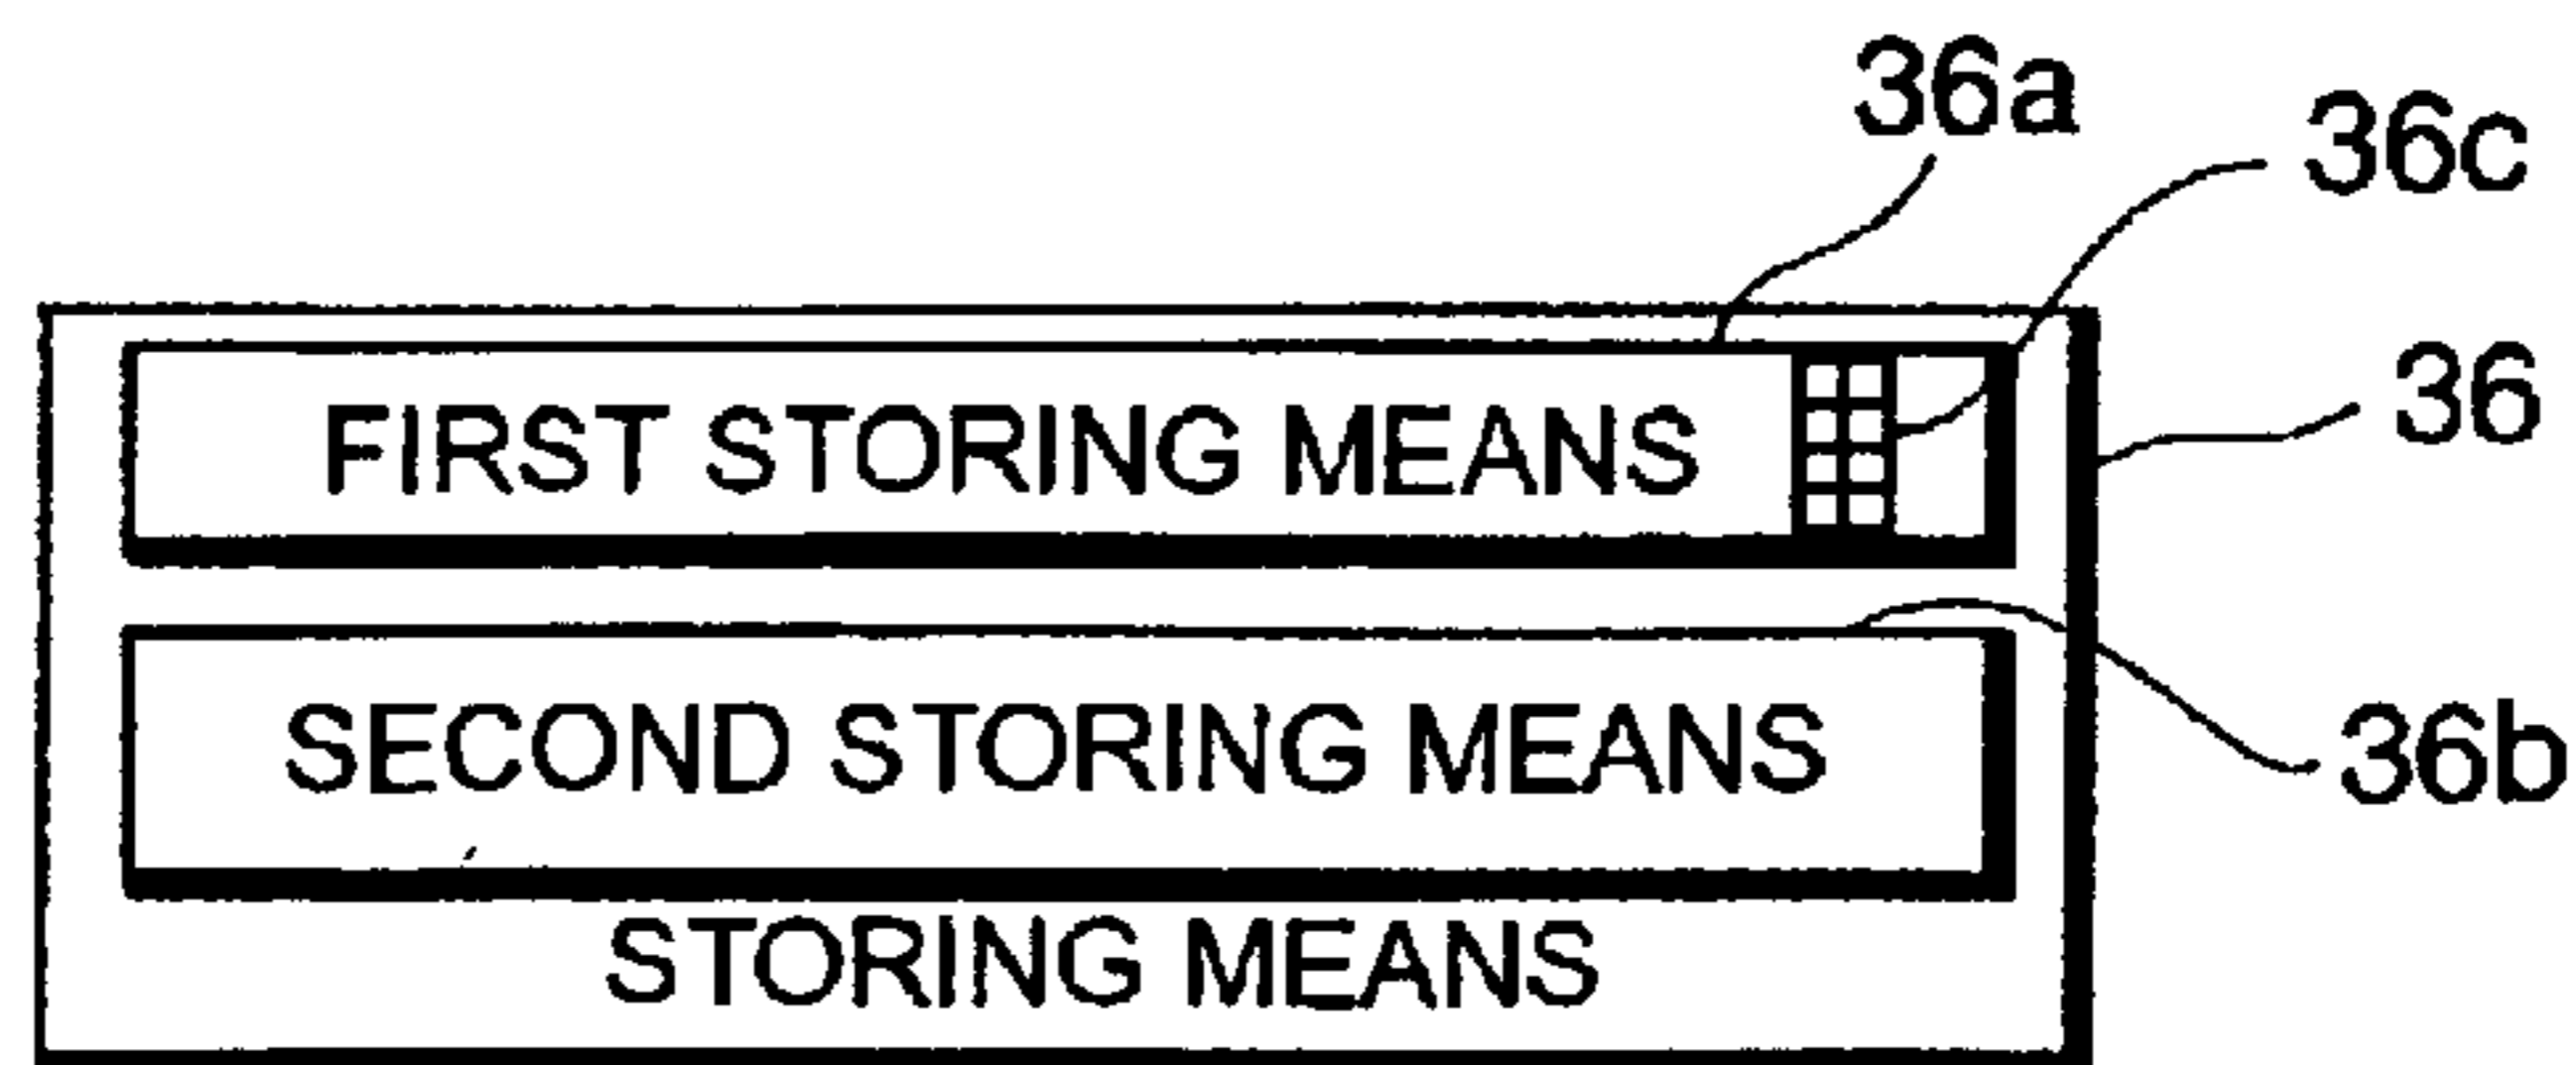 36a
36c
36
FIRST STORING MEANS
SECOND STORING MEANS
36b
STORING MEANS